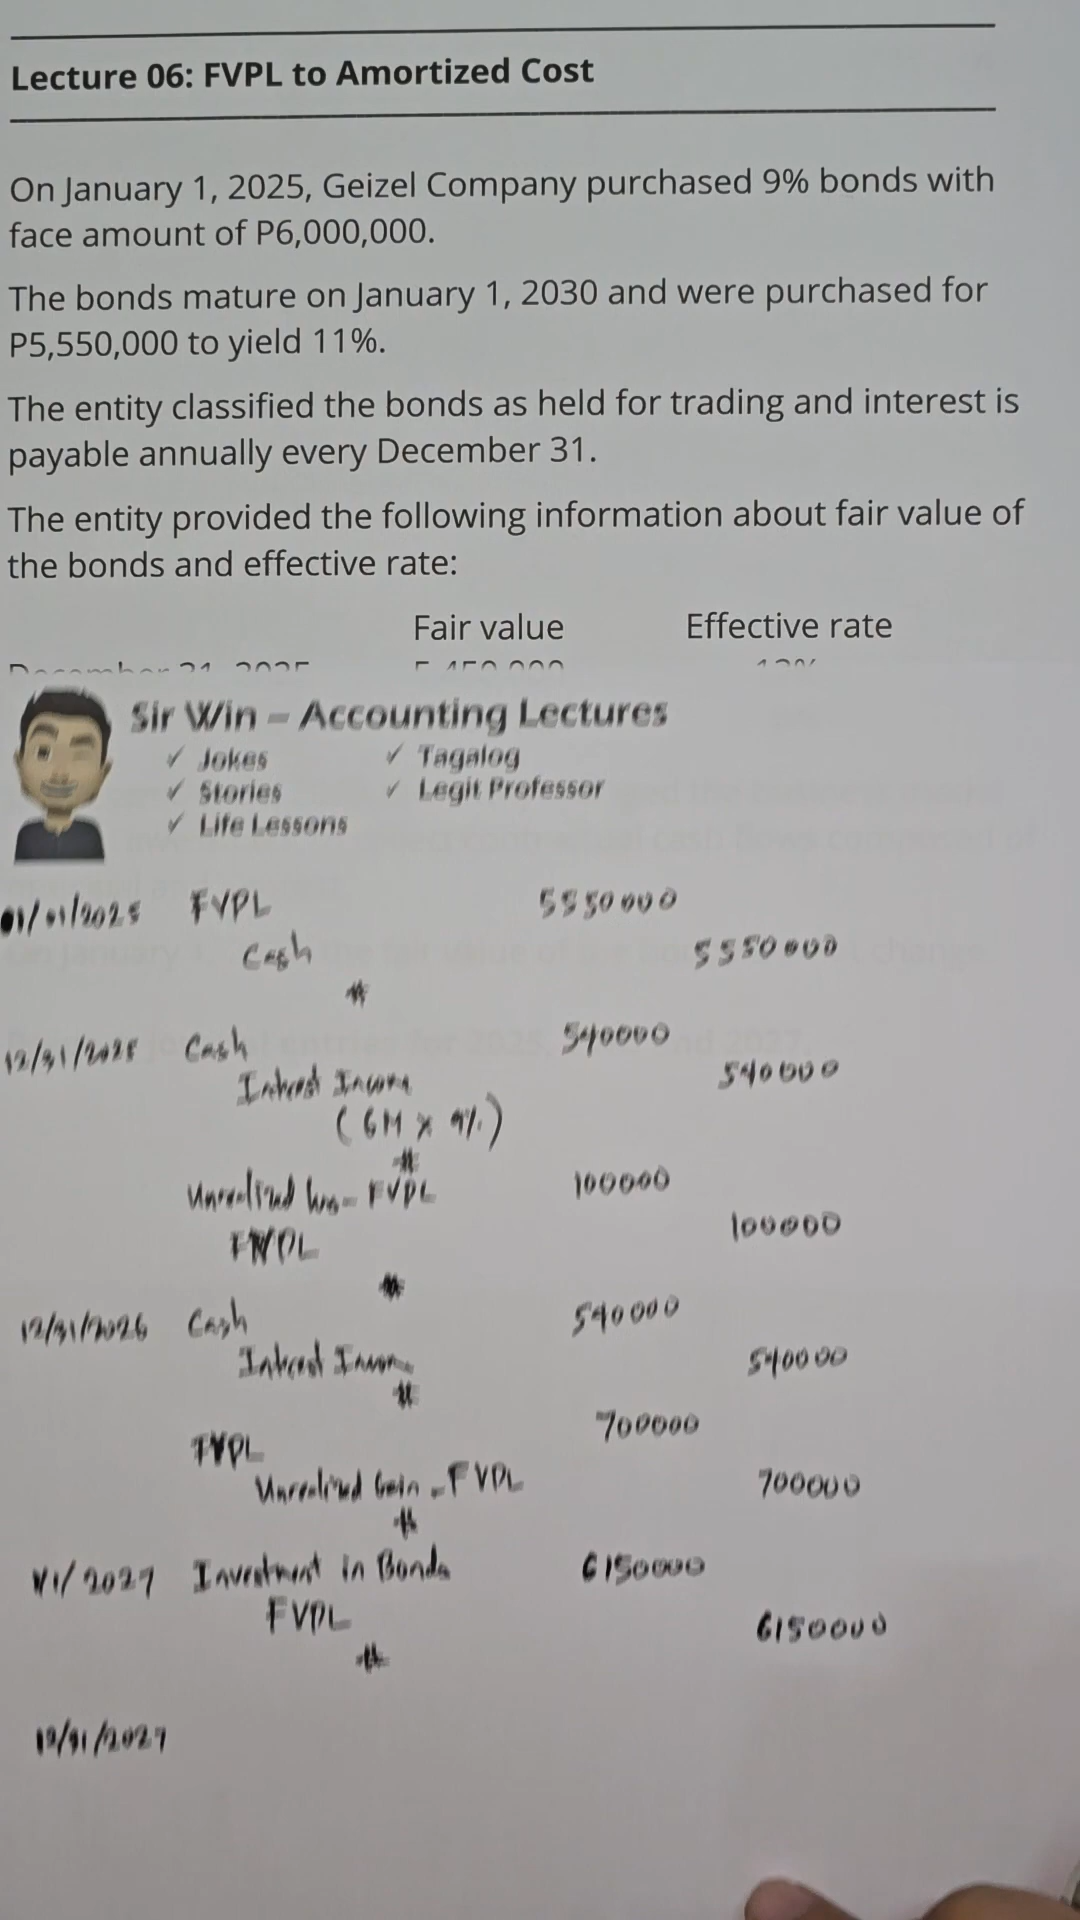 Lecture 06: FVPL to Amortized Cost
On January 1, 2025, Geizel Company purchased 9% bonds with
face amount of P6,000,000.
The bonds mature on January 1, 2030 and were purchased for
P5,550,000 to yield 11%.
The entity classified the bonds as held for trading and interest is
payable annually every December 31.
The entity provided the following information about fair value of
the bonds and effective rate:
Fair value Effective rate
December 31, 2025 5,450,000 12%
Sir Win – Accounting Lectures
✓ Jokes ✓ Tagalog
✓ Stories ✓ Legit Professor
✓ Life Lessons
01/01/2025 FVPL 5550000
Cash 5550000
#
12/31/2025 Cash 540000
Interest Income 540000
(6M x 9%)
#
Unrealized loss - FVPL 100000
FVPL 100000
#
12/31/2026 Cash 540000
Interest Income 540000
#
FVPL 700000
Unrealized Gain - FVPL 700000
#
1/1/2027 Investment in Bonds 6150000
FVPL 6150000
#
12/31/2027